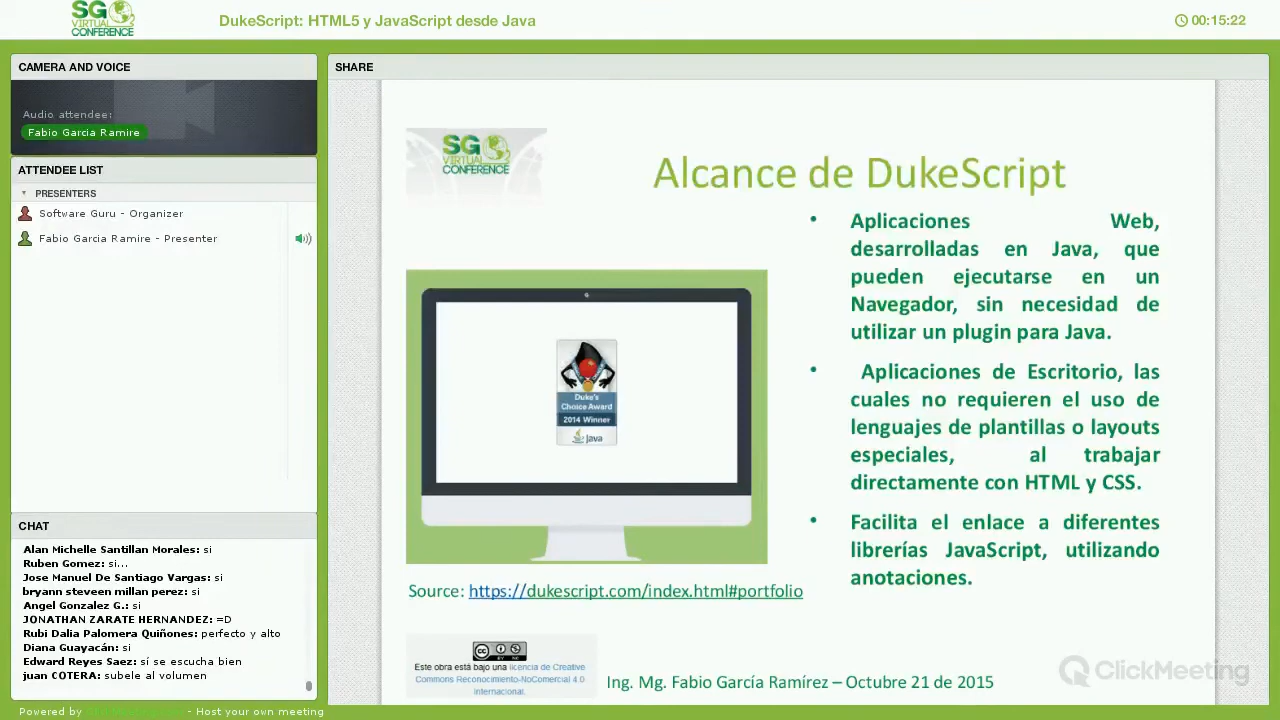 SG
VIRTUAL
CONFERENCE
DukeScript: HTML5 y JavaScript desde Java
00:15:22
CAMERA AND VOICE
Audio attendee:
Fabio Garcia Ramire
ATTENDEE LIST
PRESENTERS
Software Guru - Organizer
Fabio Garcia Ramire - Presenter
CHAT
Alan Michelle Santillan Morales: si
Ruben Gomez: si...
Jose Manuel De Santiago Vargas: si
bryann steveen millan perez: si
Angel Gonzalez G.: si
JONATHAN ZARATE HERNANDEZ: =D
Rubi Dalia Palomera Quiñones: perfecto y alto
Diana Guayacán: si
Edward Reyes Saez: sí se escucha bien
juan COTERA: subele al volumen
Powered by
- Host your own meeting
SHARE
SG
VIRTUAL
CONFERENCE
Alcance de DukeScript
• Aplicaciones Web,
desarrolladas en Java, que
pueden ejecutarse en un
Navegador, sin necesidad de
utilizar un plugin para Java.
• Aplicaciones de Escritorio, las
cuales no requieren el uso de
lenguajes de plantillas o layouts
especiales, al trabajar
directamente con HTML y CSS.
• Facilita el enlace a diferentes
librerías JavaScript, utilizando
anotaciones.
Duke's
Choice Award
2014 Winner
Java
Source: https://dukescript.com/index.html#portfolio
CC BY NC
Este obra está bajo una licencia de Creative
Commons Reconocimiento-NoComercial 4.0
Internacional.
Ing. Mg. Fabio García Ramírez – Octubre 21 de 2015
ClickMeeting